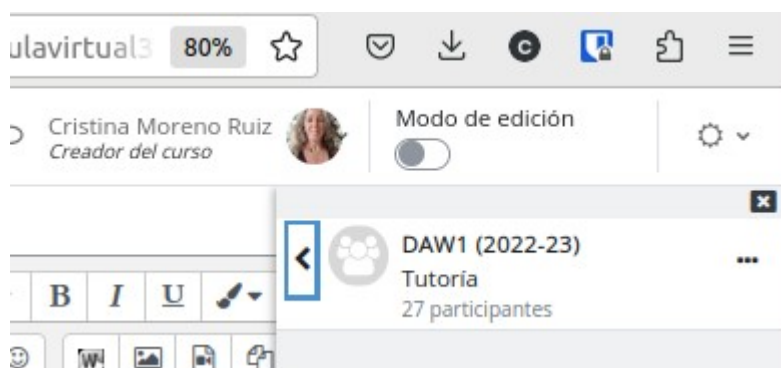 ulavirtual3 80%
Cristina Moreno Ruiz
Creador del curso
Modo de edición
DAW1 (2022-23)
Tutoría
27 participantes
B I U
W